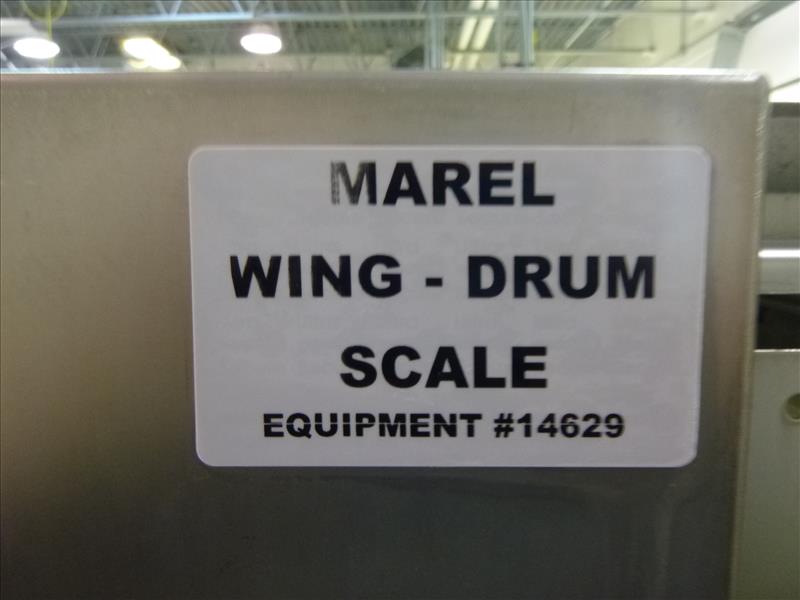 MAREL
WING - DRUM
SCALE
EQUIPMENT #14629